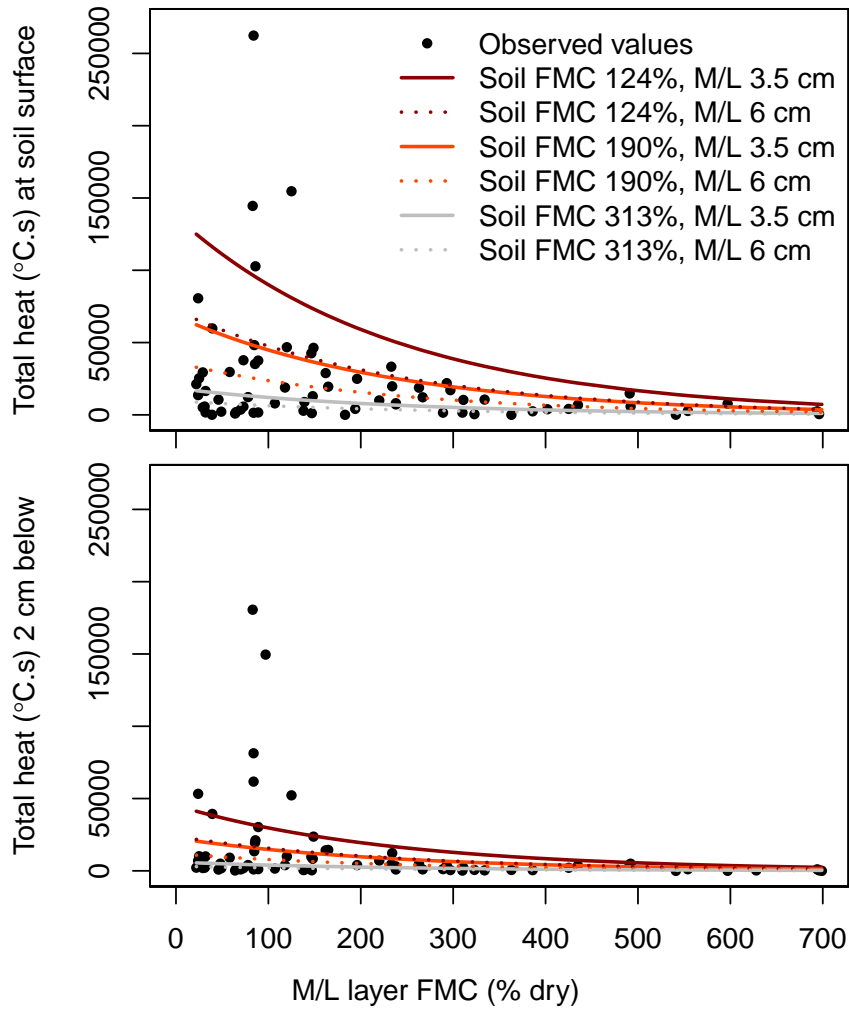 Total heat (°C.s) at soil surface
250000
150000
50000
0
Observed values
Soil FMC 124%, M/L 3.5 cm
Soil FMC 124%, M/L 6 cm
Soil FMC 190%, M/L 3.5 cm
Soil FMC 190%, M/L 6 cm
Soil FMC 313%, M/L 3.5 cm
Soil FMC 313%, M/L 6 cm
Total heat (°C.s) 2 cm below
250000
150000
50000
0
0 100 200 300 400 500 600 700
M/L layer FMC (% dry)